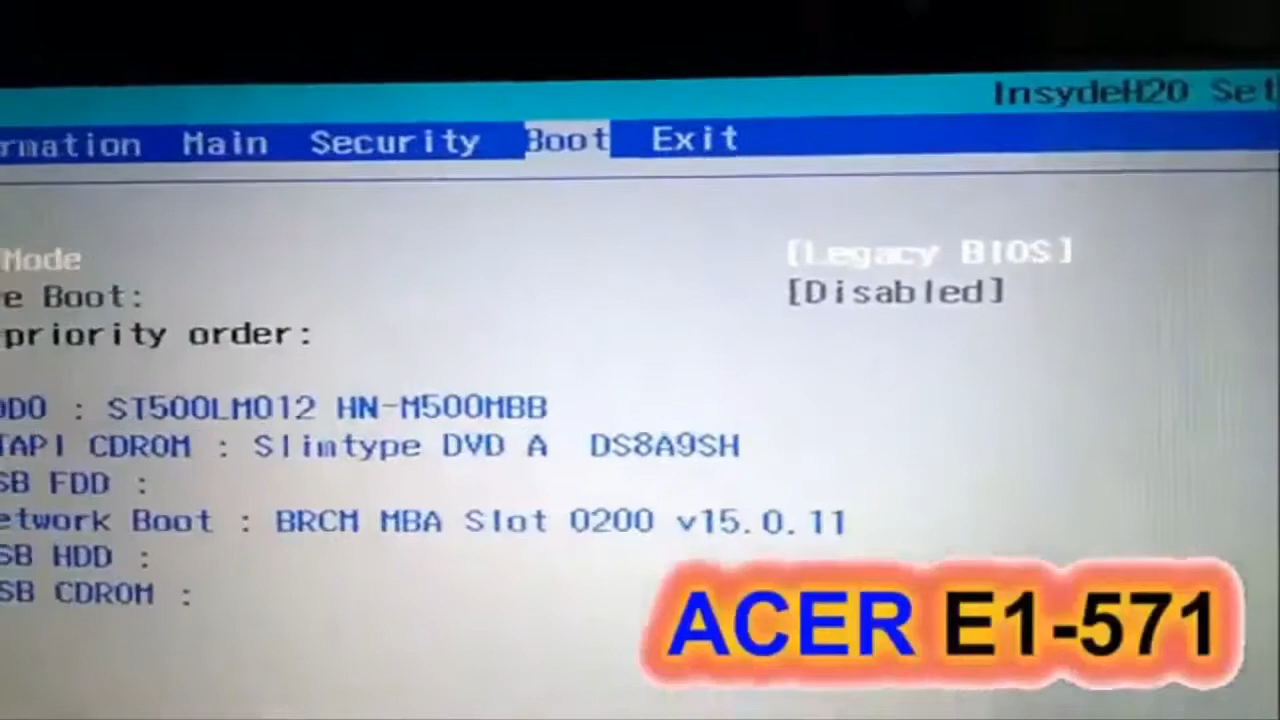 InsydeH20 Set
rmation Main Security Boot Exit
Mode [Legacy BIOS]
e Boot: [Disabled]
priority order:
DD0 : ST500LM012 HN-M500MBB
TAPI CDROM : Slimtype DVD A DS8A9SH
SB FDD :
etwork Boot : BRCM MBA Slot 0200 v15.0.11
SB HDD :
SB CDROM :
ACER E1-571